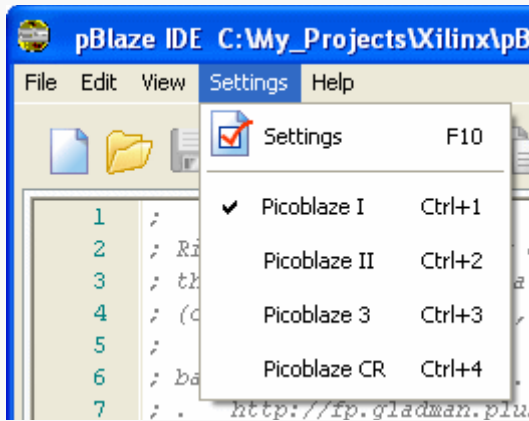 pBlaze IDE C:\My_Projects\Xilinx\pB
File Edit View Settings Help
Settings F10
Picoblaze I Ctrl+1
Picoblaze II Ctrl+2
Picoblaze 3 Ctrl+3
Picoblaze CR Ctrl+4
1 ;
2 ; Ri
3 ; th
4 ; (c
5 ;
6 ; ba
7 ; . http://fp.gladman.plu